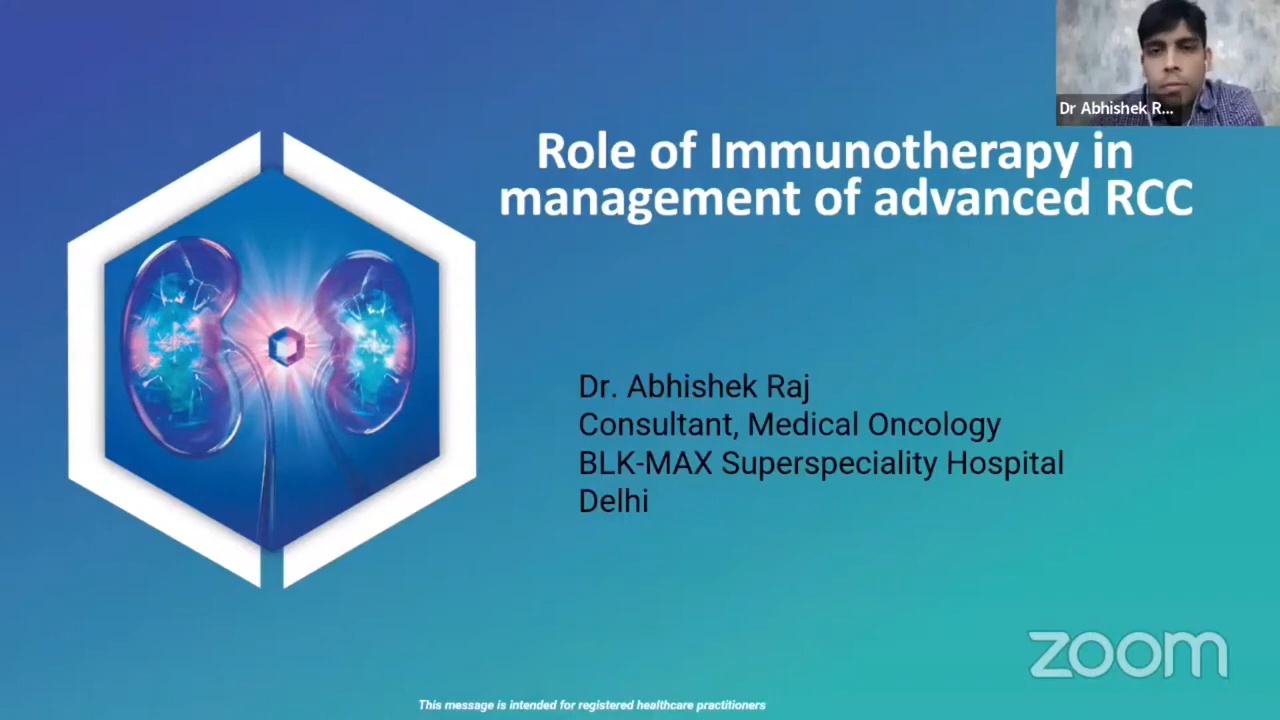 Dr Abhishek R...
Role of Immunotherapy in
management of advanced RCC
Dr. Abhishek Raj
Consultant, Medical Oncology
BLK-MAX Superspeciality Hospital
Delhi
zoom
This message is intended for registered healthcare practitioners